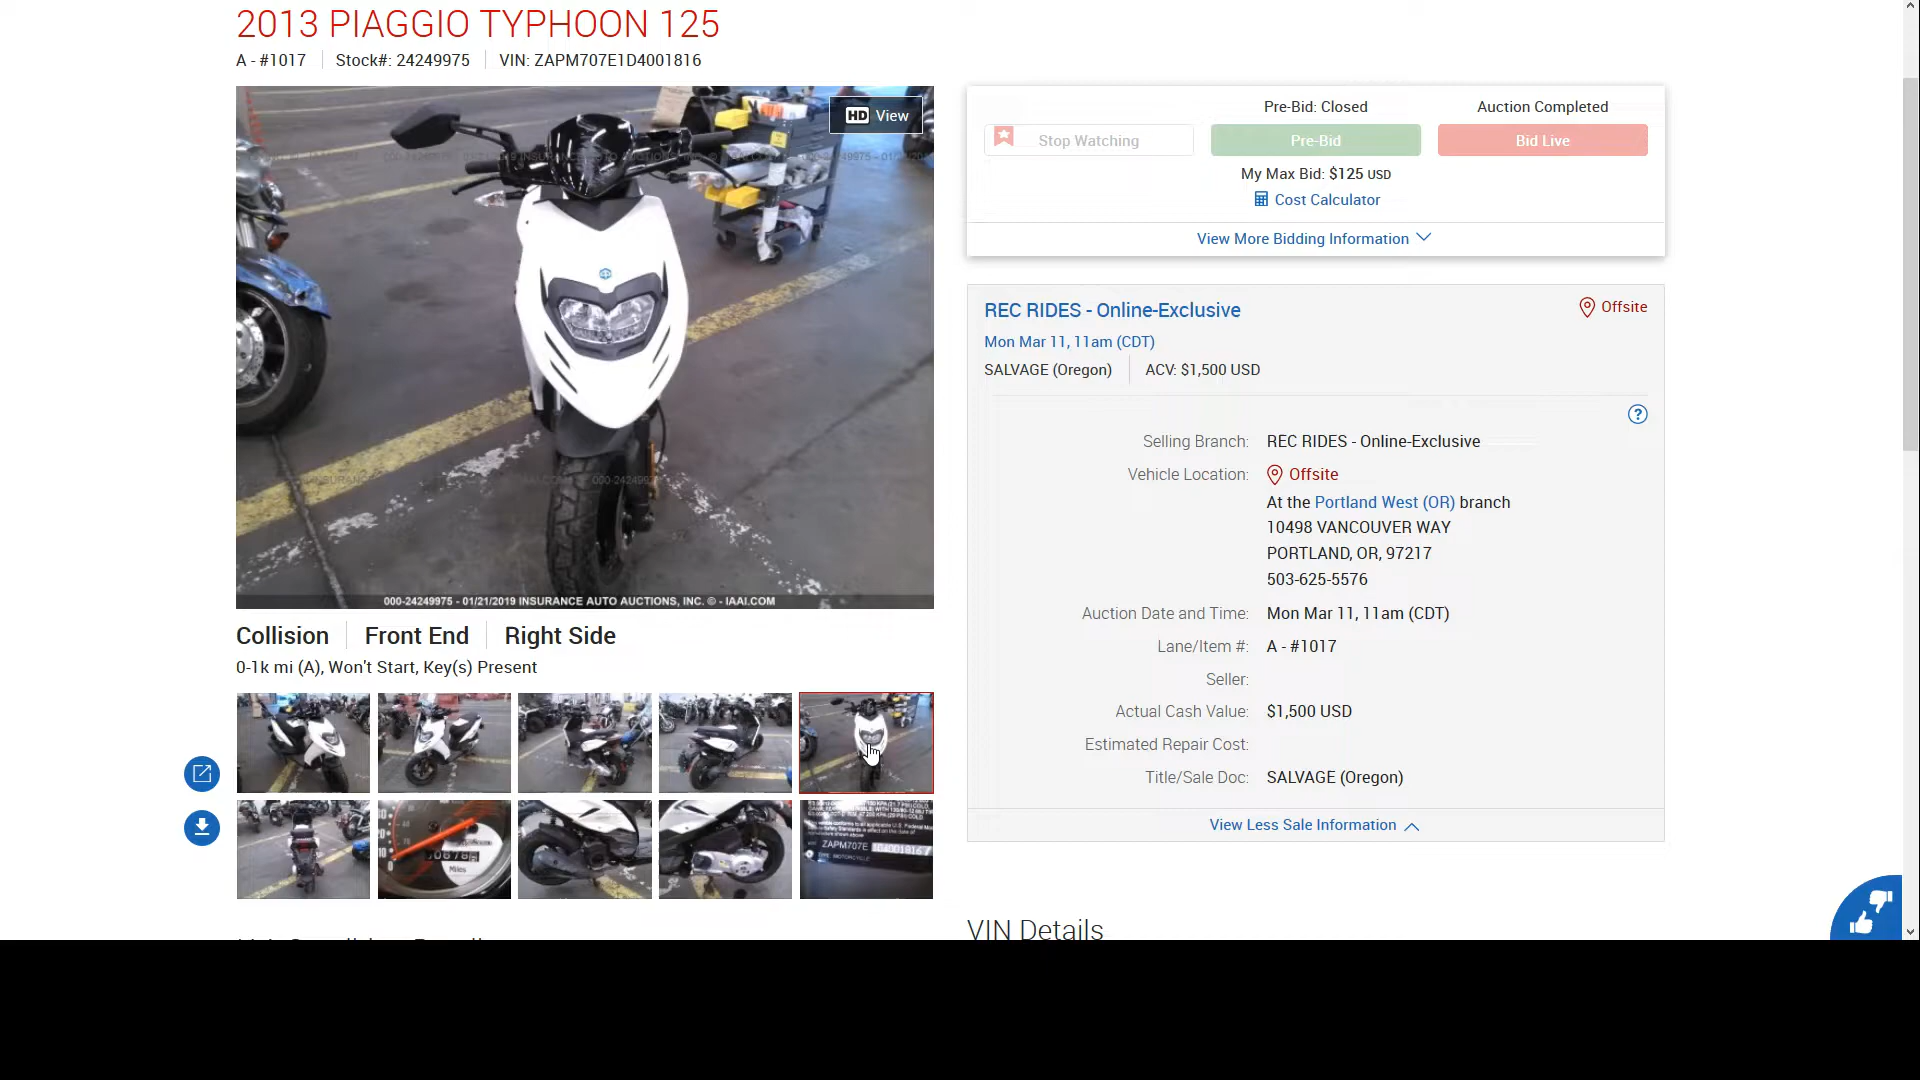 2013 PIAGGIO TYPHOON 125
A - #1017
Stock#: 24249975
VIN: ZAPM707E1D4001816
HD View
000-24249975 - 01/21/2019 INSURANCE AUTO AUCTIONS, INC. © - IAAI.COM
Collision
Front End
Right Side
0-1k mi (A), Won't Start, Key(s) Present
Miles
ZAPM707E 1D4001816
TYPE: MOTORCYCLE
Pre-Bid: Closed
Auction Completed
Stop Watching
Pre-Bid
Bid Live
My Max Bid: $125 USD
Cost Calculator
View More Bidding Information
REC RIDES - Online-Exclusive
Offsite
Mon Mar 11, 11am (CDT)
SALVAGE (Oregon)
ACV: $1,500 USD
?
Selling Branch: REC RIDES - Online-Exclusive
Vehicle Location: Offsite
At the Portland West (OR) branch
10498 VANCOUVER WAY
PORTLAND, OR, 97217
503-625-5576
Auction Date and Time: Mon Mar 11, 11am (CDT)
Lane/Item #: A - #1017
Seller:
Actual Cash Value: $1,500 USD
Estimated Repair Cost:
Title/Sale Doc: SALVAGE (Oregon)
View Less Sale Information
VIN Details